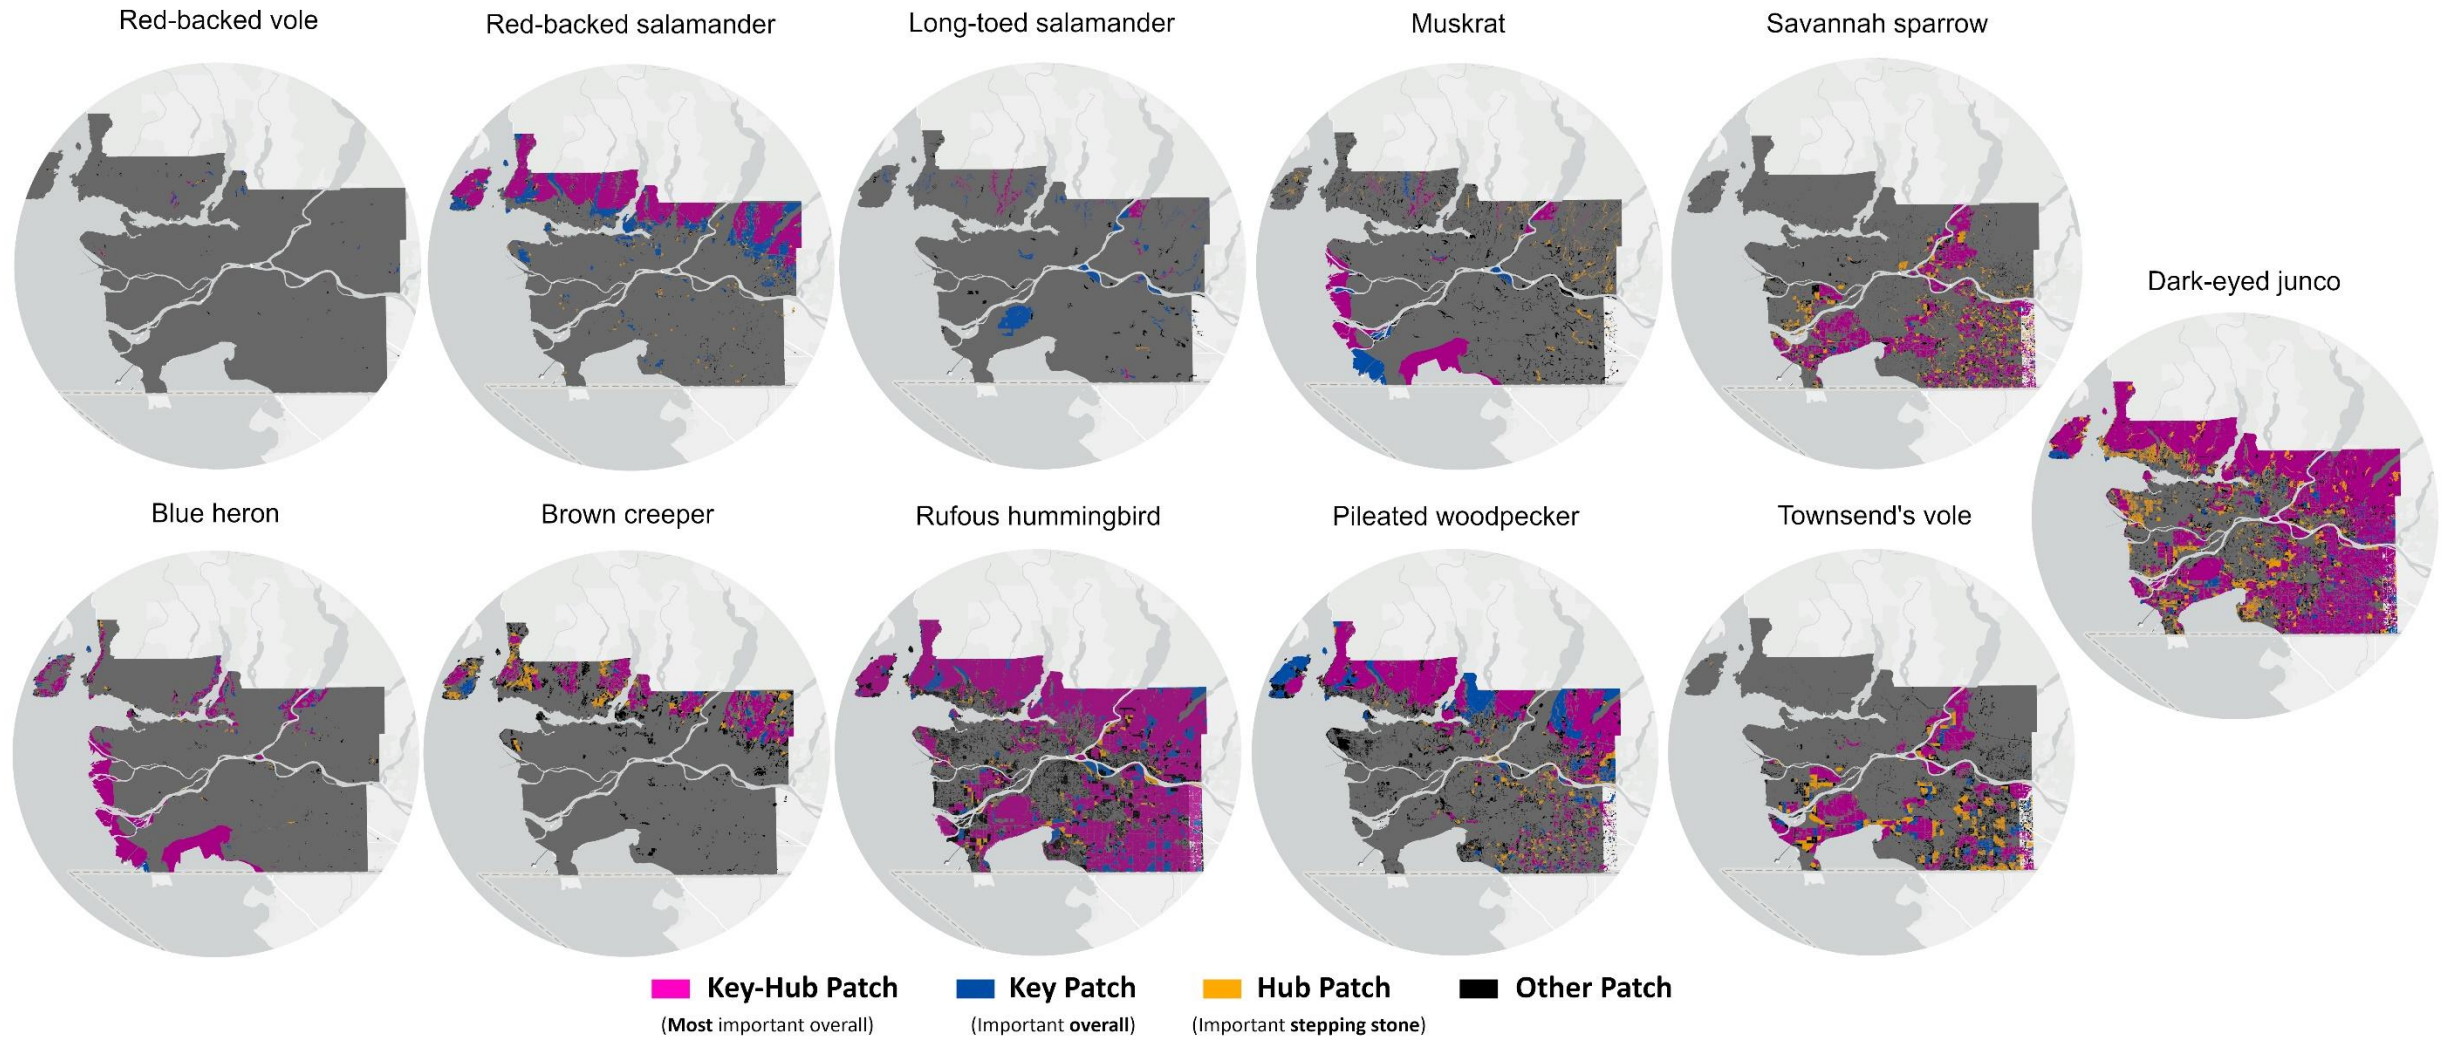 Red-backed vole
Red-backed salamander
Long-toed salamander
Muskrat
Savannah sparrow
Dark-eyed junco
Blue heron
Brown creeper
Rufous hummingbird
Pileated woodpecker
Townsend's vole
Key-Hub Patch
(Most important overall)
Key Patch
(Important overall)
Hub Patch
(Important stepping stone)
Other Patch